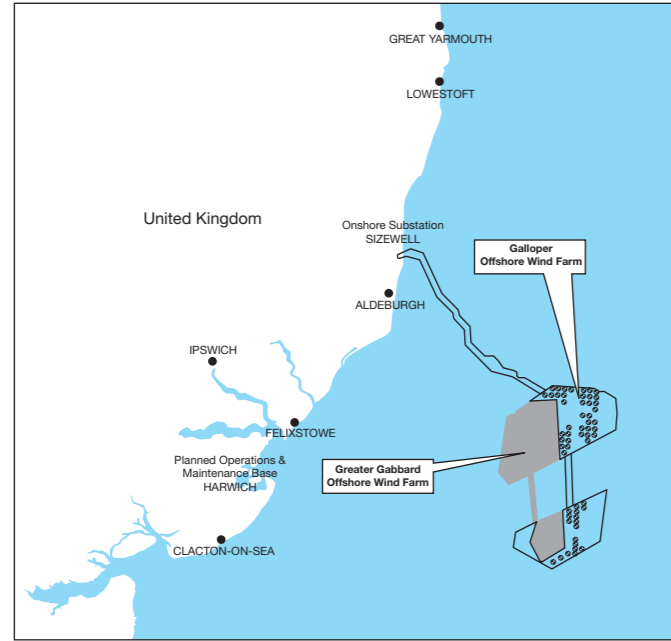 GREAT YARMOUTH
LOWESTOFT
United Kingdom
Onshore Substation
SIZEWELL
Galloper
Offshore Wind Farm
ALDEBURGH
IPSWICH
FELIXSTOWE
Planned Operations &
Maintenance Base
HARWICH
Greater Gabbard
Offshore Wind Farm
CLACTON-ON-SEA